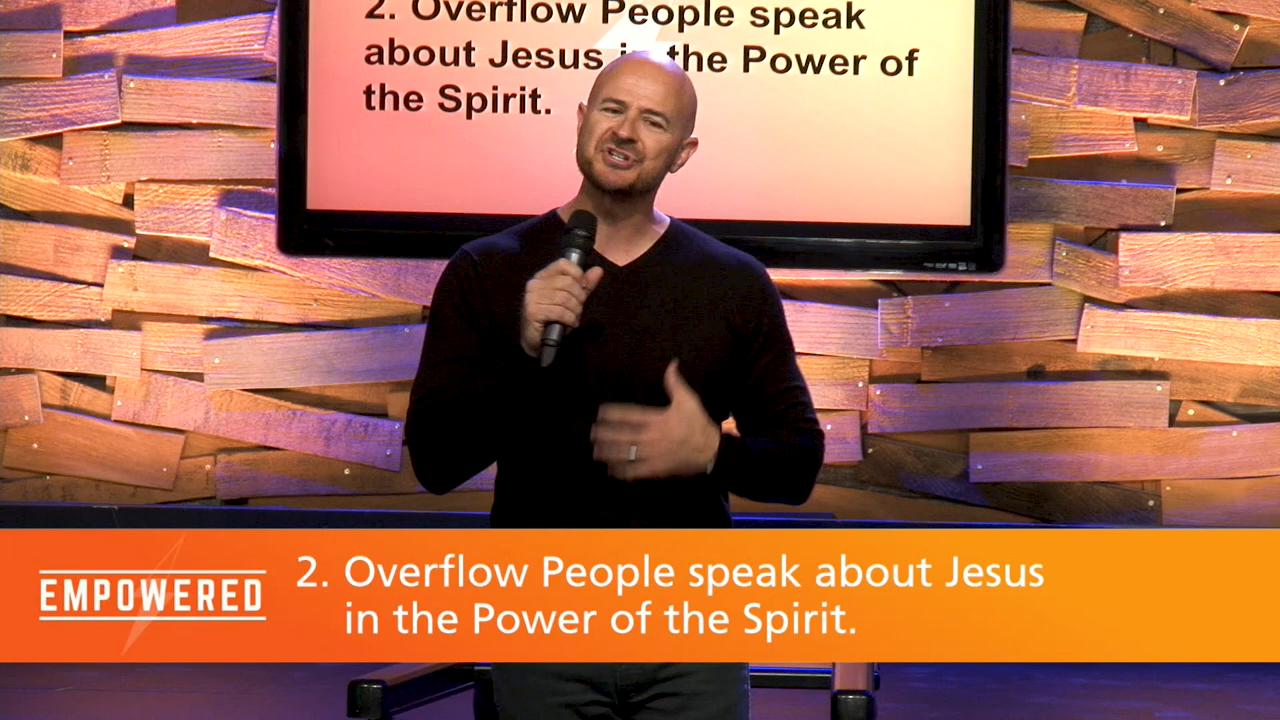 2. Overflow People speak
about Jesus in the Power of
the Spirit.
EMPOWERED
2. Overflow People speak about Jesus
in the Power of the Spirit.